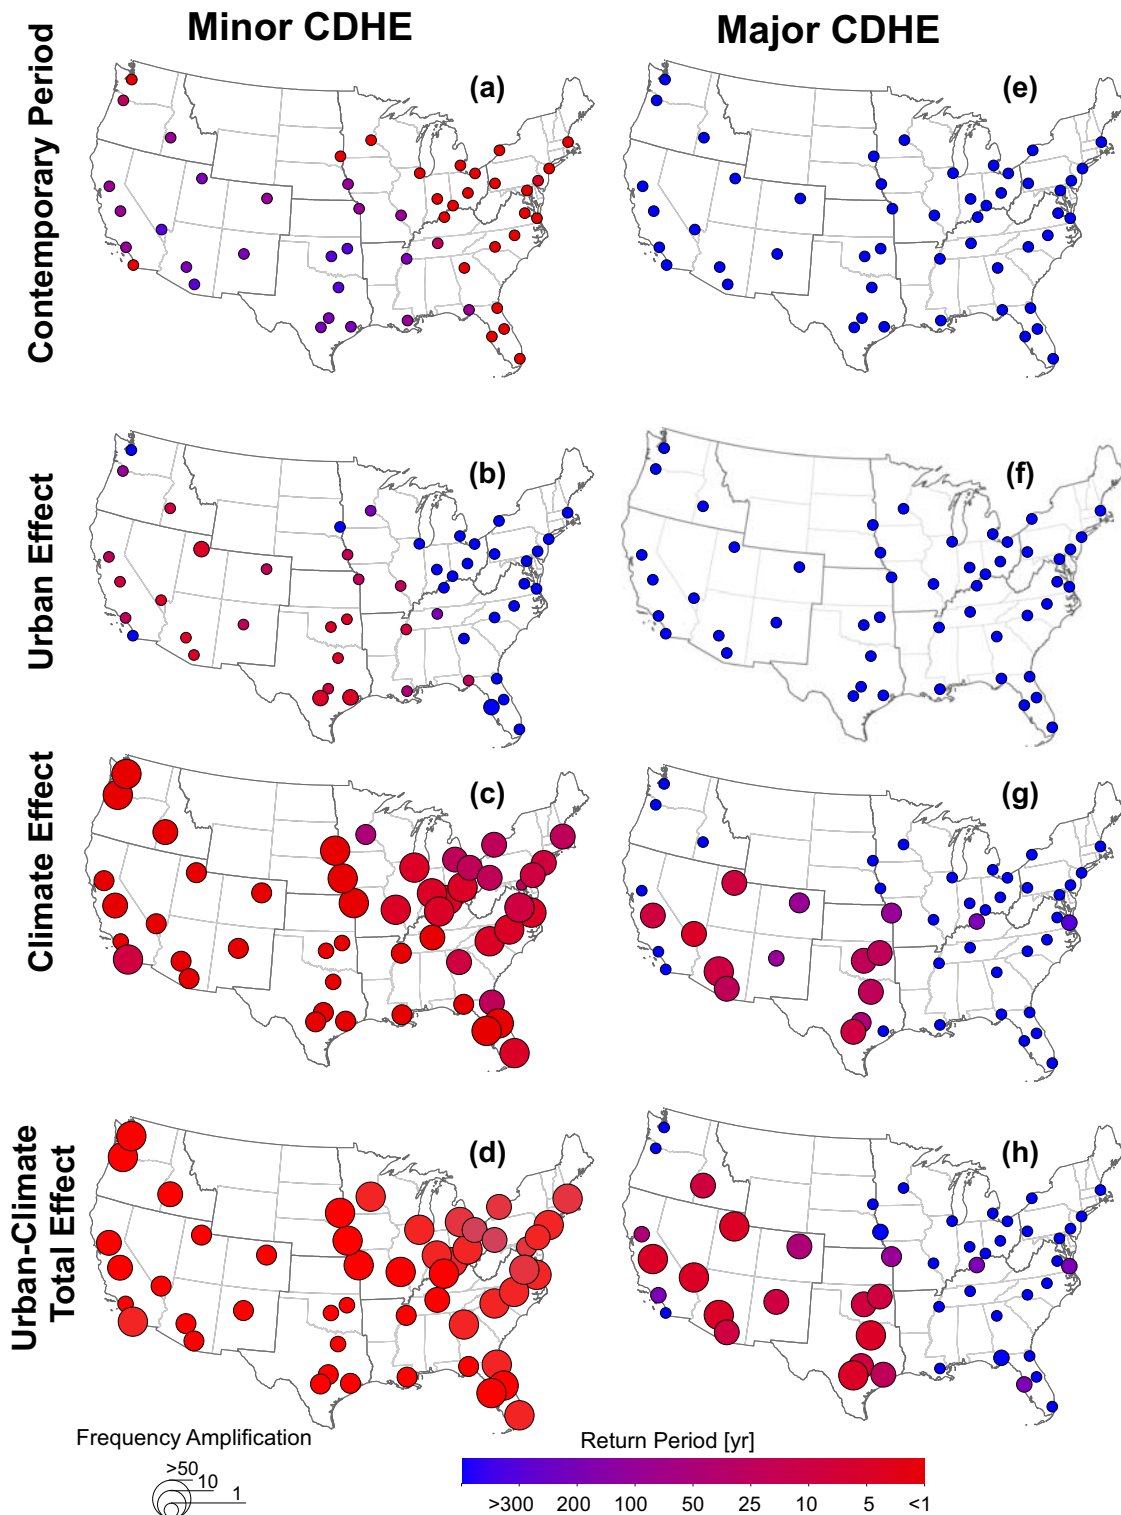 Minor CDHE
Major CDHE
Contemporary Period
(a)
(e)
Urban Effect
(b)
(f)
Climate Effect
(c)
(g)
Urban-Climate
Total Effect
(d)
(h)
Frequency Amplification
>50
10
1
Return Period [yr]
>300 200 100 50 25 10 5 <1